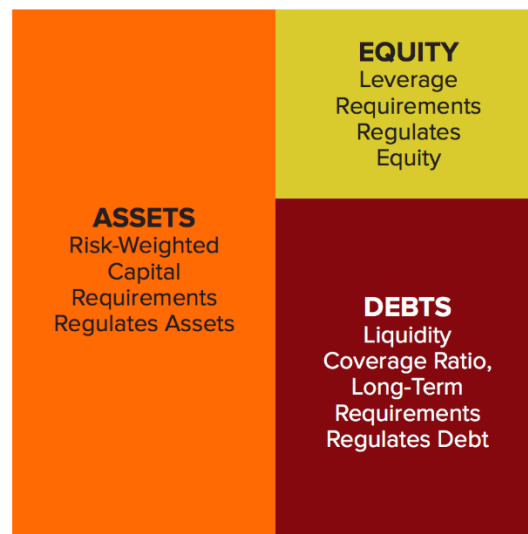 ASSETS
Risk-Weighted
Capital
Requirements
Regulates Assets
EQUITY
Leverage
Requirements
Regulates
Equity
DEBTS
Liquidity
Coverage Ratio,
Long-Term
Requirements
Regulates Debt